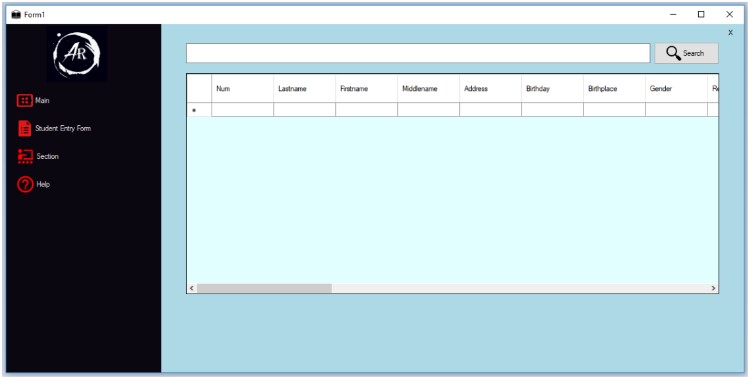 Form1
x
AR
Search
Num Lastname Firstname Middlename Address Birthday Birthplace Gender Re
*
Main
Student Entry Form
Section
Help